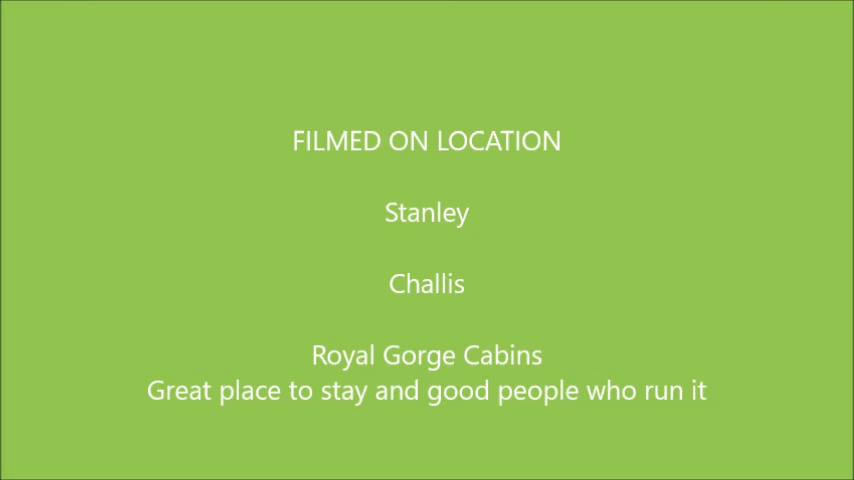 FILMED ON LOCATION
Stanley
Challis
Royal Gorge Cabins
Great place to stay and good people who run it